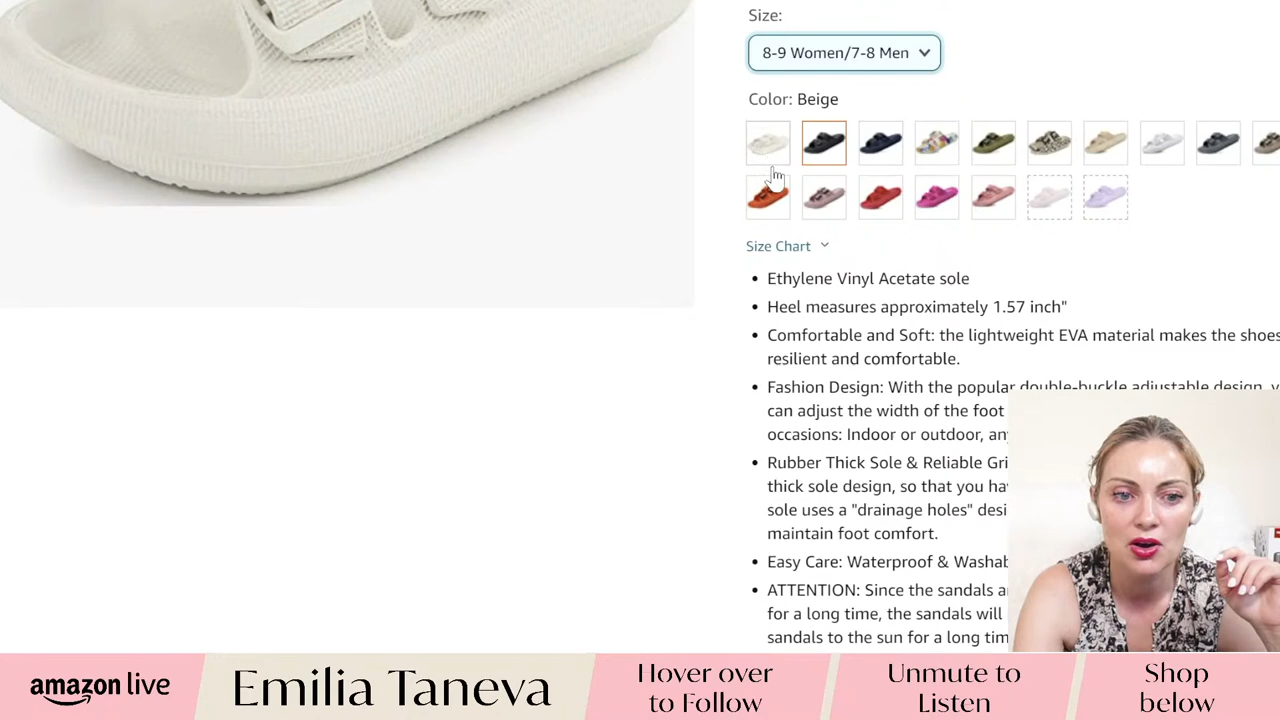 Size:
8-9 Women/7-8 Men
Color: Beige
Size Chart
Ethylene Vinyl Acetate sole
Heel measures approximately 1.57 inch"
Comfortable and Soft: the lightweight EVA material makes the shoes
resilient and comfortable.
Fashion Design: With the popular double-buckle adjustable design,
can adjust the width of the foot
occasions: Indoor or outdoor, an
Rubber Thick Sole & Reliable Gri
thick sole design, so that you ha
sole uses a "drainage holes" desi
maintain foot comfort.
Easy Care: Waterproof & Washab
ATTENTION: Since the sandals a
for a long time, the sandals will
sandals to the sun for a long tim
amazon live
Emilia Taneva
Hover over
to Follow
Unmute to
Listen
Shop
below